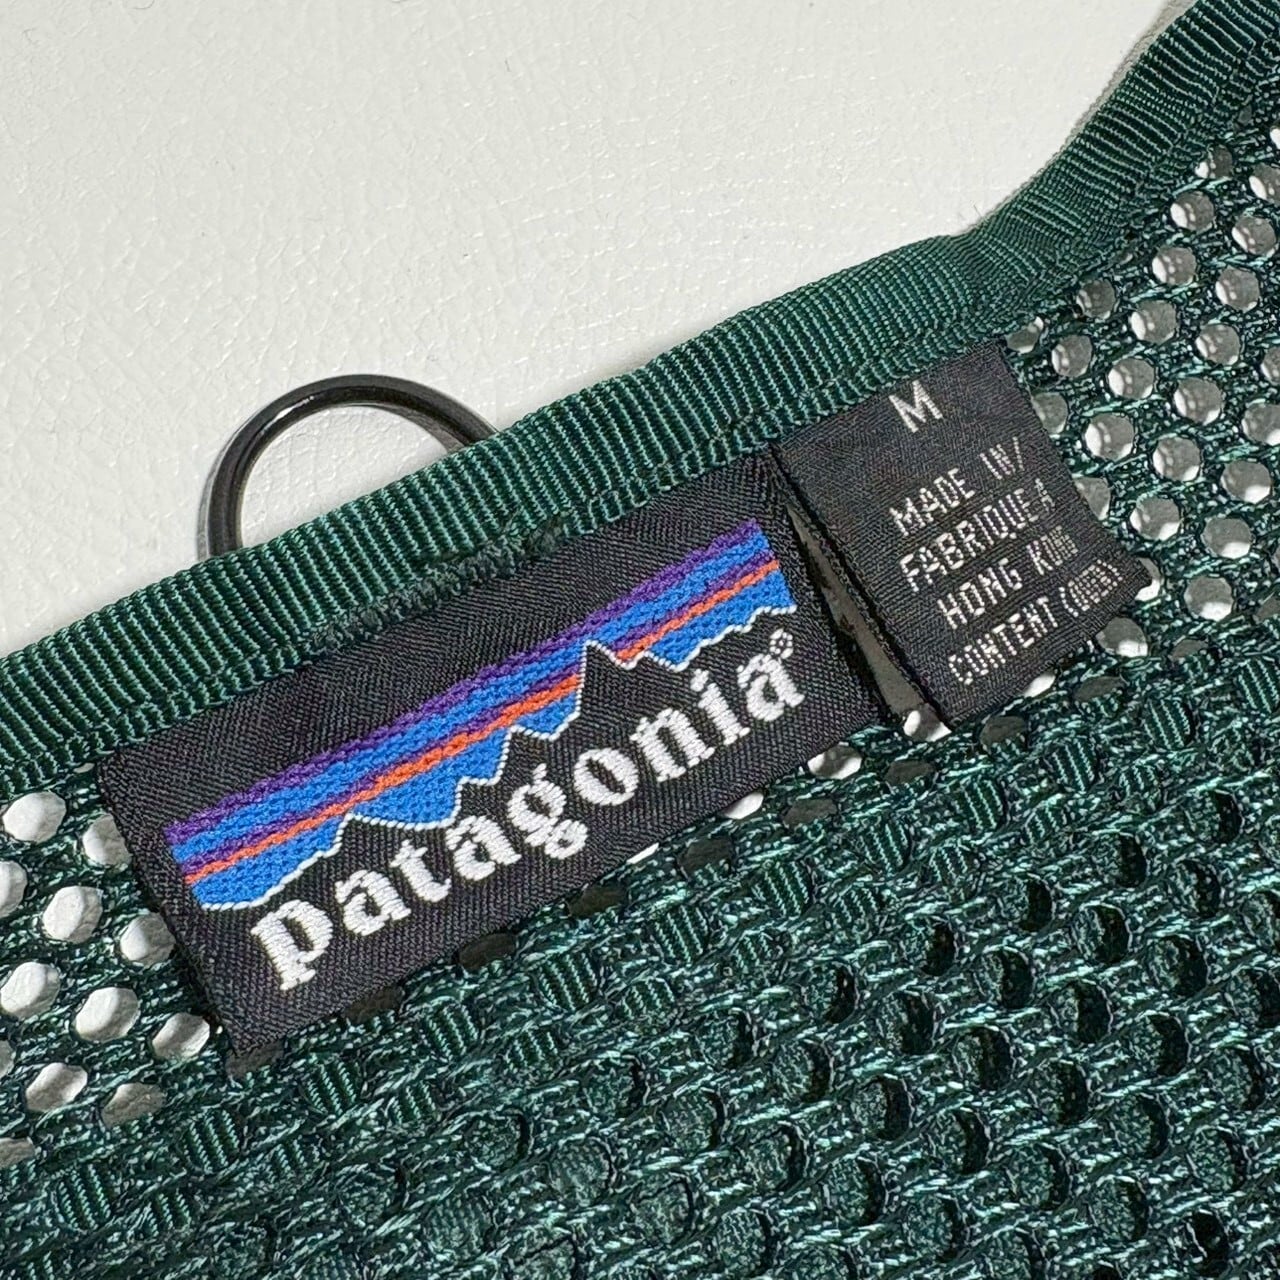 patagonia®
M
MADE IN/
FABRIQUE A
HONG KONG
CONTENT (OVER)